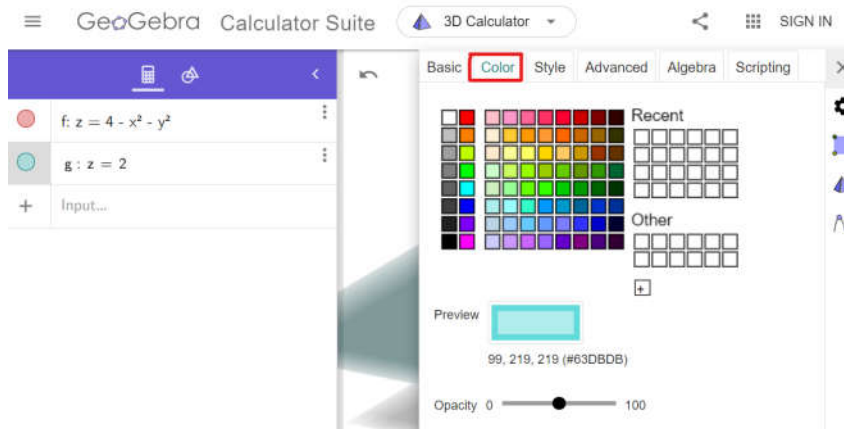 GeoGebra Calculator Suite 3D Calculator SIGN IN
Basic Color Style Advanced Algebra Scripting
f: z = 4 - x² - y²
g : z = 2
+ Input...
Recent
Other
+
Preview
99, 219, 219 (#63DBDB)
Opacity 0 100